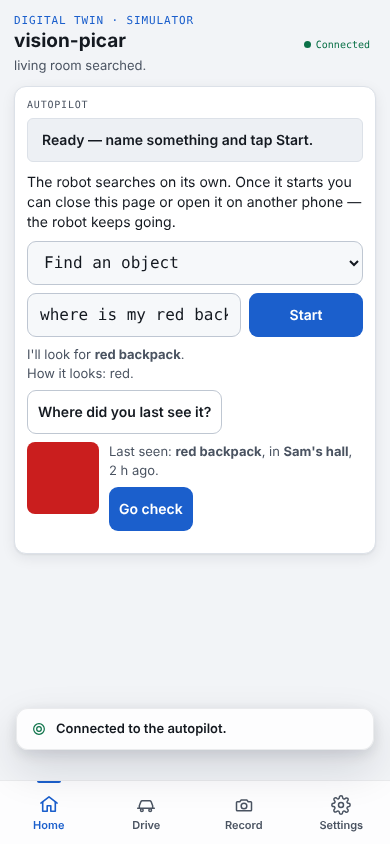 DIGITAL TWIN · SIMULATOR
vision-picar
Connected
living room searched.
AUTOPILOT
Ready — name something and tap Start.
The robot searches on its own. Once it starts you
can close this page or open it on another phone —
the robot keeps going.
Find an object
where is my red back
Start
I'll look for red backpack.
How it looks: red.
Where did you last see it?
Last seen: red backpack, in Sam's hall,
2 h ago.
Go check
Connected to the autopilot.
Home
Drive
Record
Settings